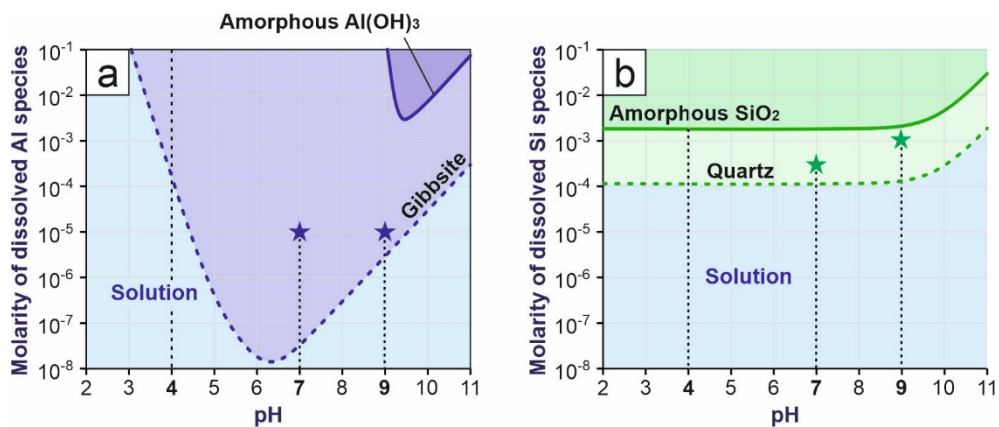 Amorphous Al(OH)₃
a
Molarity of dissolved Al species
10⁻¹
10⁻²
10⁻³
10⁻⁴
10⁻⁵
10⁻⁶
10⁻⁷
10⁻⁸
Gibbsite
Solution
2 3 4 5 6 7 8 9 10 11
pH
b
Molarity of dissolved Si species
10⁻¹
10⁻²
10⁻³
10⁻⁴
10⁻⁵
10⁻⁶
10⁻⁷
10⁻⁸
Amorphous SiO₂
Quartz
Solution
2 3 4 5 6 7 8 9 10 11
pH